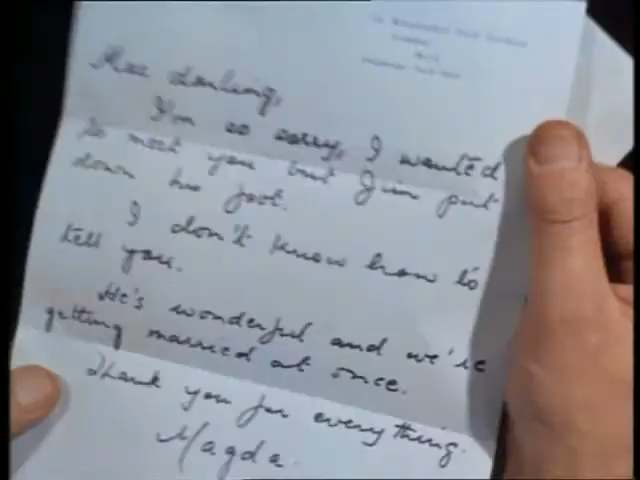 I'm so sorry, I wanted
to meet you but Jim put
down his foot.
I don't know how to
tell you.
He's wonderful and we're
getting married at once.
Thank you for everything.
Magda.